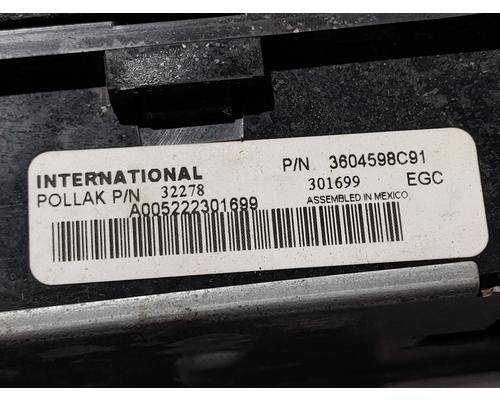 INTERNATIONAL P/N 3604598C91
POLLAK P/N 32278 301699 EGC
A005222301699 ASSEMBLED IN MEXICO